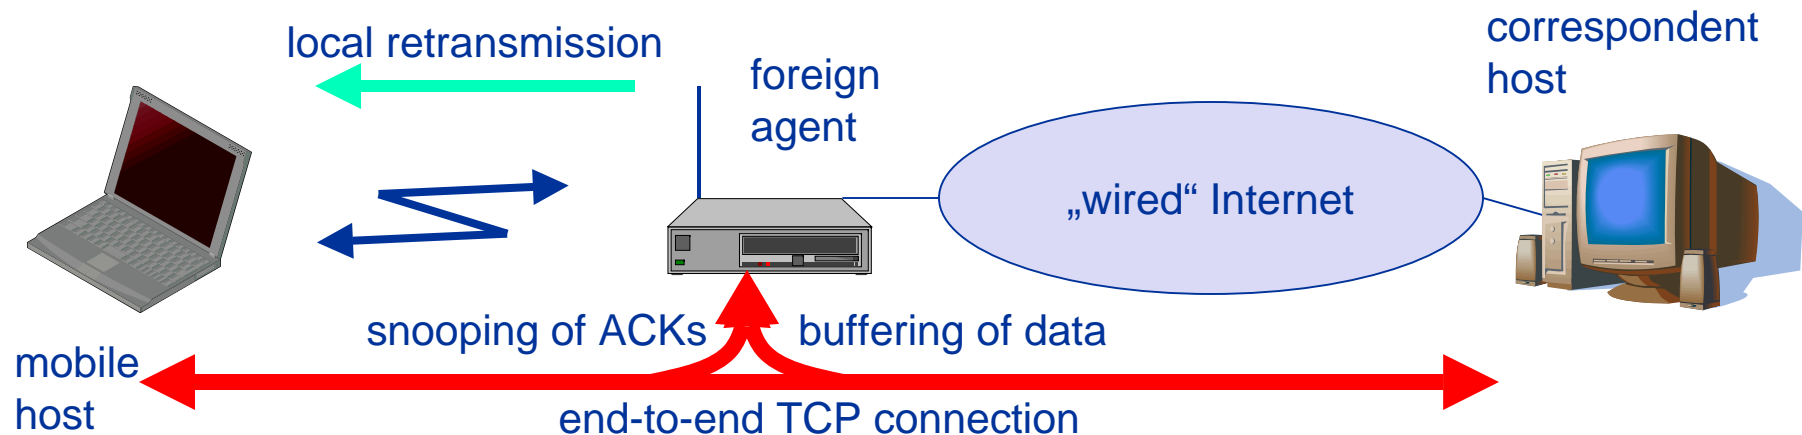 local retransmission
foreign
agent
correspondent
host
„wired“ Internet
snooping of ACKs
buffering of data
mobile
host
end-to-end TCP connection